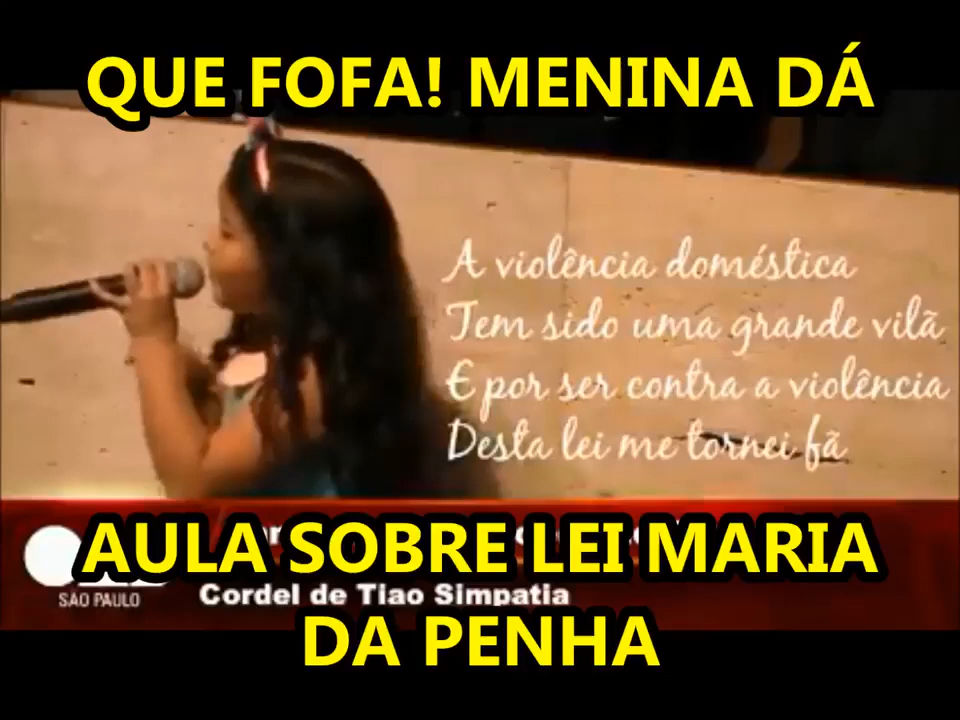 QUE FOFA! MENINA DÁ
A violência doméstica
Tem sido uma grande vilã
E por ser contra a violência
Desta lei me tornei fã
AULA SOBRE LEI MARIA
SÃO PAULO
Cordel de Tiao Simpatia
DA PENHA